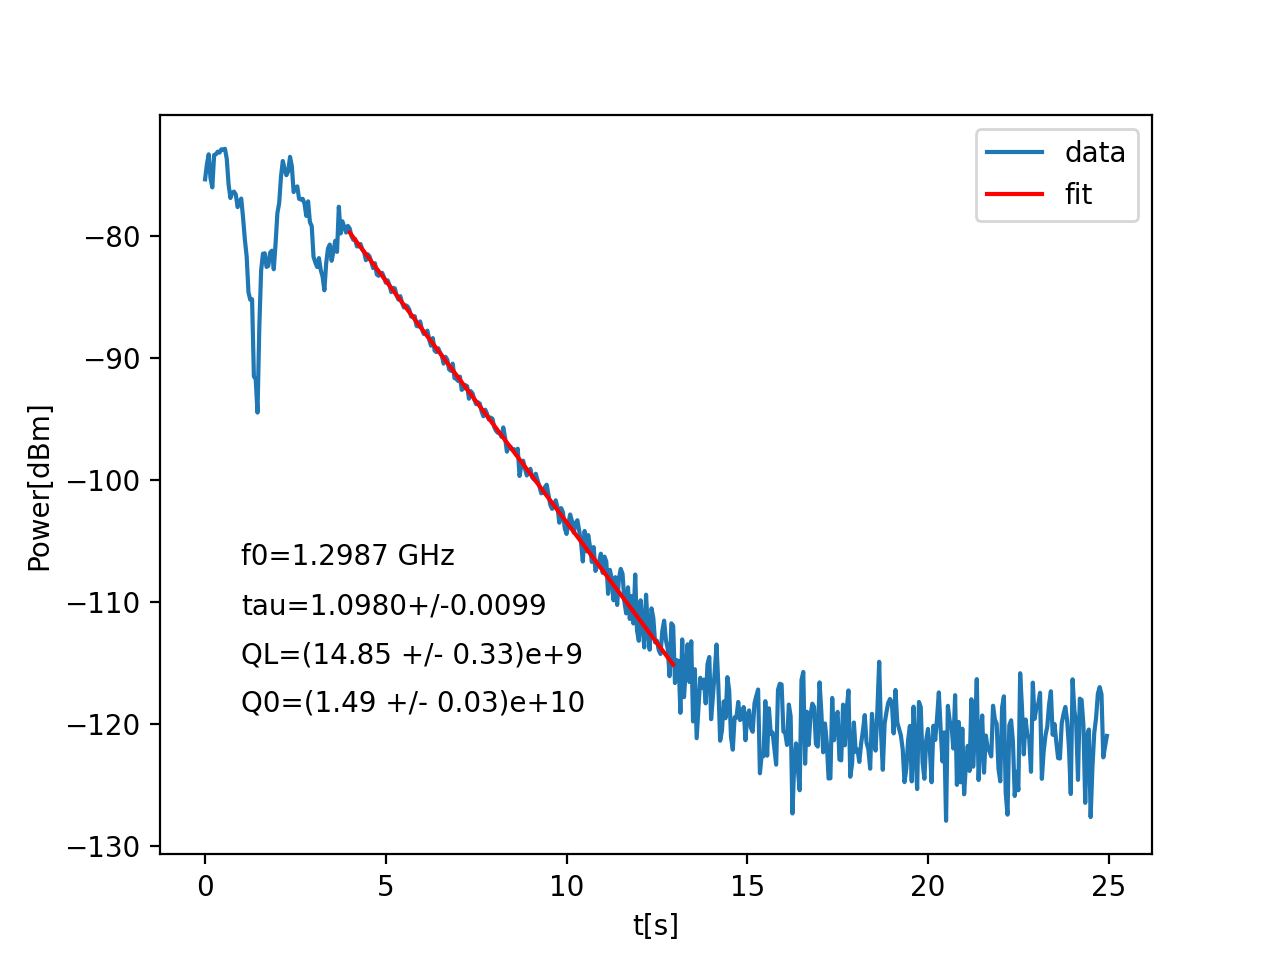 data
fit
−80
−90
−100
−110
−120
−130
Power[dBm]
f0=1.2987 GHz
tau=1.0980+/-0.0099
QL=(14.85 +/- 0.33)e+9
Q0=(1.49 +/- 0.03)e+10
0 5 10 15 20 25
t[s]